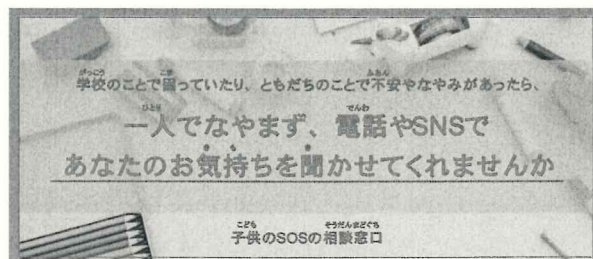 学校のことで困っていたり、ともだちのことで不安やなやみがあったら、
一人でなやまず、電話やSNSで
あなたのお気持ちを聞かせてくれませんか
子供のSOSの相談窓口